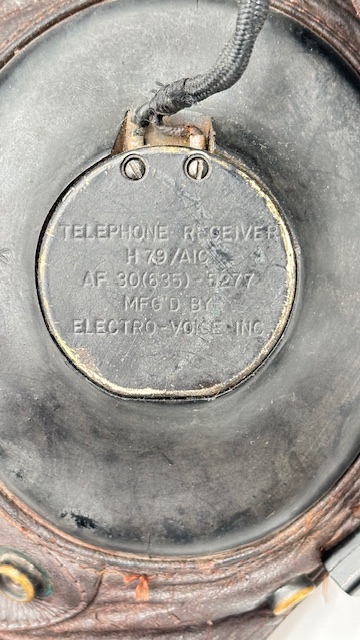 TELEPHONE RECEIVER
H 79/AIC
AF 30(635)-5277
MFG'D BY
ELECTRO-VOICE INC.